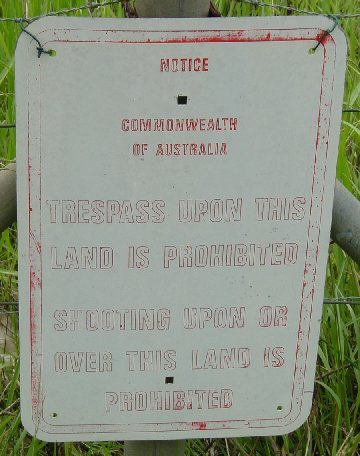 NOTICE
COMMONWEALTH
OF AUSTRALIA
TRESPASS UPON THIS
LAND IS PROHIBITED
SHOOTING UPON OR
OVER THIS LAND IS
PROHIBITED